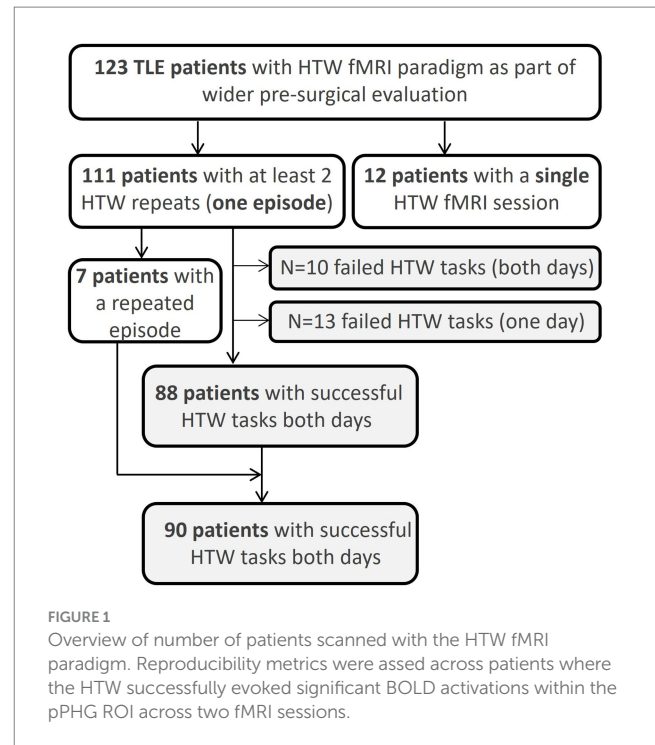 123 TLE patients with HTW fMRI paradigm as part of
wider pre-surgical evaluation
111 patients with at least 2
HTW repeats (one episode)
12 patients with a single
HTW fMRI session
7 patients with
a repeated
episode
N=10 failed HTW tasks (both days)
N=13 failed HTW tasks (one day)
88 patients with successful
HTW tasks both days
90 patients with successful
HTW tasks both days
FIGURE 1
Overview of number of patients scanned with the HTW fMRI
paradigm. Reproducibility metrics were assed across patients where
the HTW successfully evoked significant BOLD activations within the
pPHG ROI across two fMRI sessions.